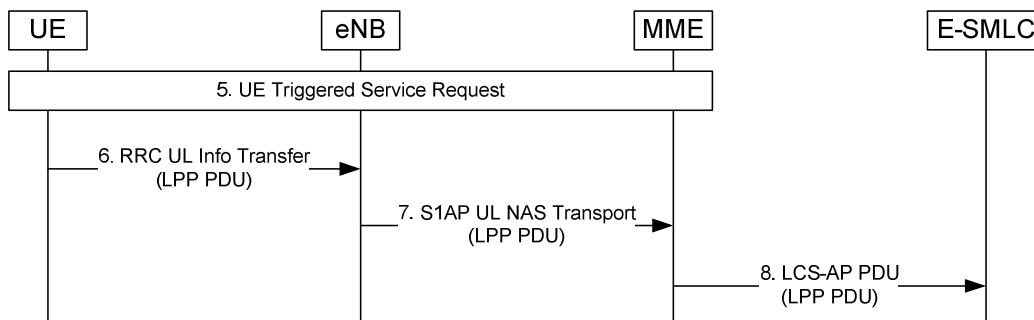 UE
eNB
MME
E-SMLC
5. UE Triggered Service Request
6. RRC UL Info Transfer
(LPP PDU)
7. S1AP UL NAS Transport
(LPP PDU)
8. LCS-AP PDU
(LPP PDU)